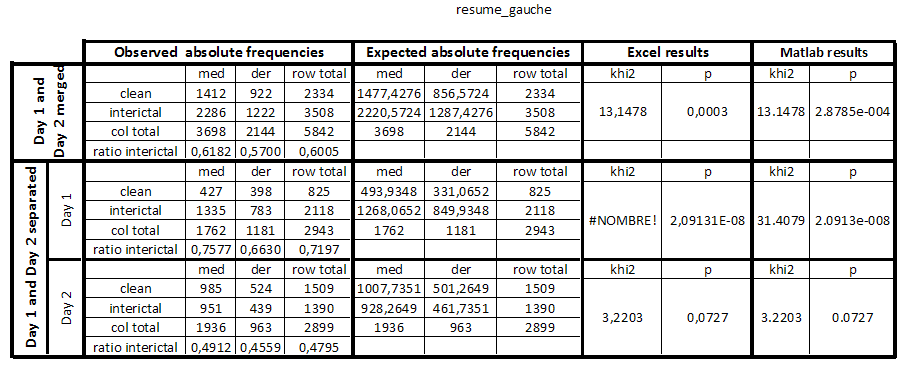 resume_gauche
Observed absolute frequencies Expected absolute frequencies Excel results Matlab results
Day 1 and Day 2 merged
med der row total med der row total khi2 p khi2 p
clean 1412 922 2334 1477,4276 856,5724 2334
interictal 2286 1222 3508 2220,5724 1287,4276 3508 13,1478 0,0003 13.1478 2.8785e-004
col total 3698 2144 5842 3698 2144 5842
ratio interictal 0,6182 0,5700 0,6005
Day 1 and Day 2 separated
Day 1
med der row total med der row total khi2 p khi2 p
clean 427 398 825 493,9348 331,0652 825
interictal 1335 783 2118 1268,0652 849,9348 2118 #NOMBRE! 2,09131E-08 31.4079 2.0913e-008
col total 1762 1181 2943 1762 1181 2943
ratio interictal 0,7577 0,6630 0,7197
Day 2
med der row total med der row total khi2 p khi2 p
clean 985 524 1509 1007,7351 501,2649 1509
interictal 951 439 1390 928,2649 461,7351 1390 3,2203 0,0727 3.2203 0.0727
col total 1936 963 2899 1936 963 2899
ratio interictal 0,4912 0,4559 0,4795